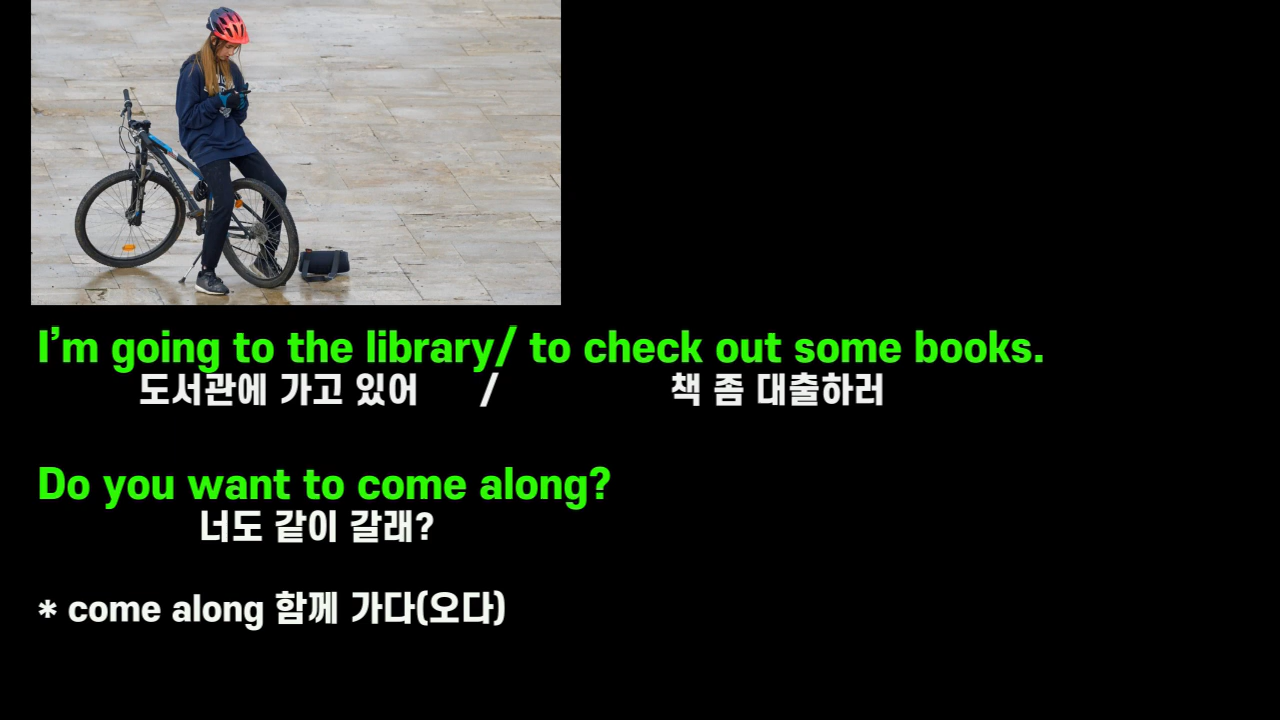 I'm going to the library/ to check out some books.
도서관에 가고 있어 / 책 좀 대출하러
Do you want to come along?
너도 같이 갈래?
* come along 함께 가다(오다)